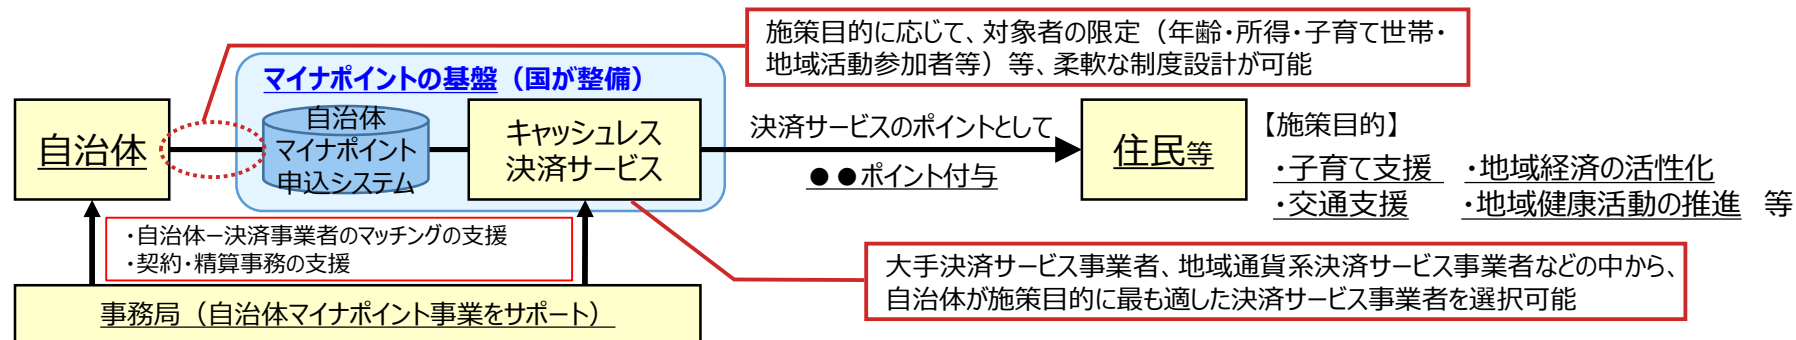 施策目的に応じて、対象者の限定（年齢・所得・子育て世帯・
地域活動参加者等）等、柔軟な制度設計が可能
マイナポイントの基盤（国が整備）
自治体
自治体
マイナポイント
申込システム
キャッシュレス
決済サービス
決済サービスのポイントとして
●●ポイント付与
住民等
【施策目的】
・子育て支援 ・地域経済の活性化
・交通支援 ・地域健康活動の推進 等
・自治体－決済事業者のマッチングの支援
・契約・精算事務の支援
大手決済サービス事業者、地域通貨系決済サービス事業者などの中から、
自治体が施策目的に最も適した決済サービス事業者を選択可能
事務局（自治体マイナポイント事業をサポート）